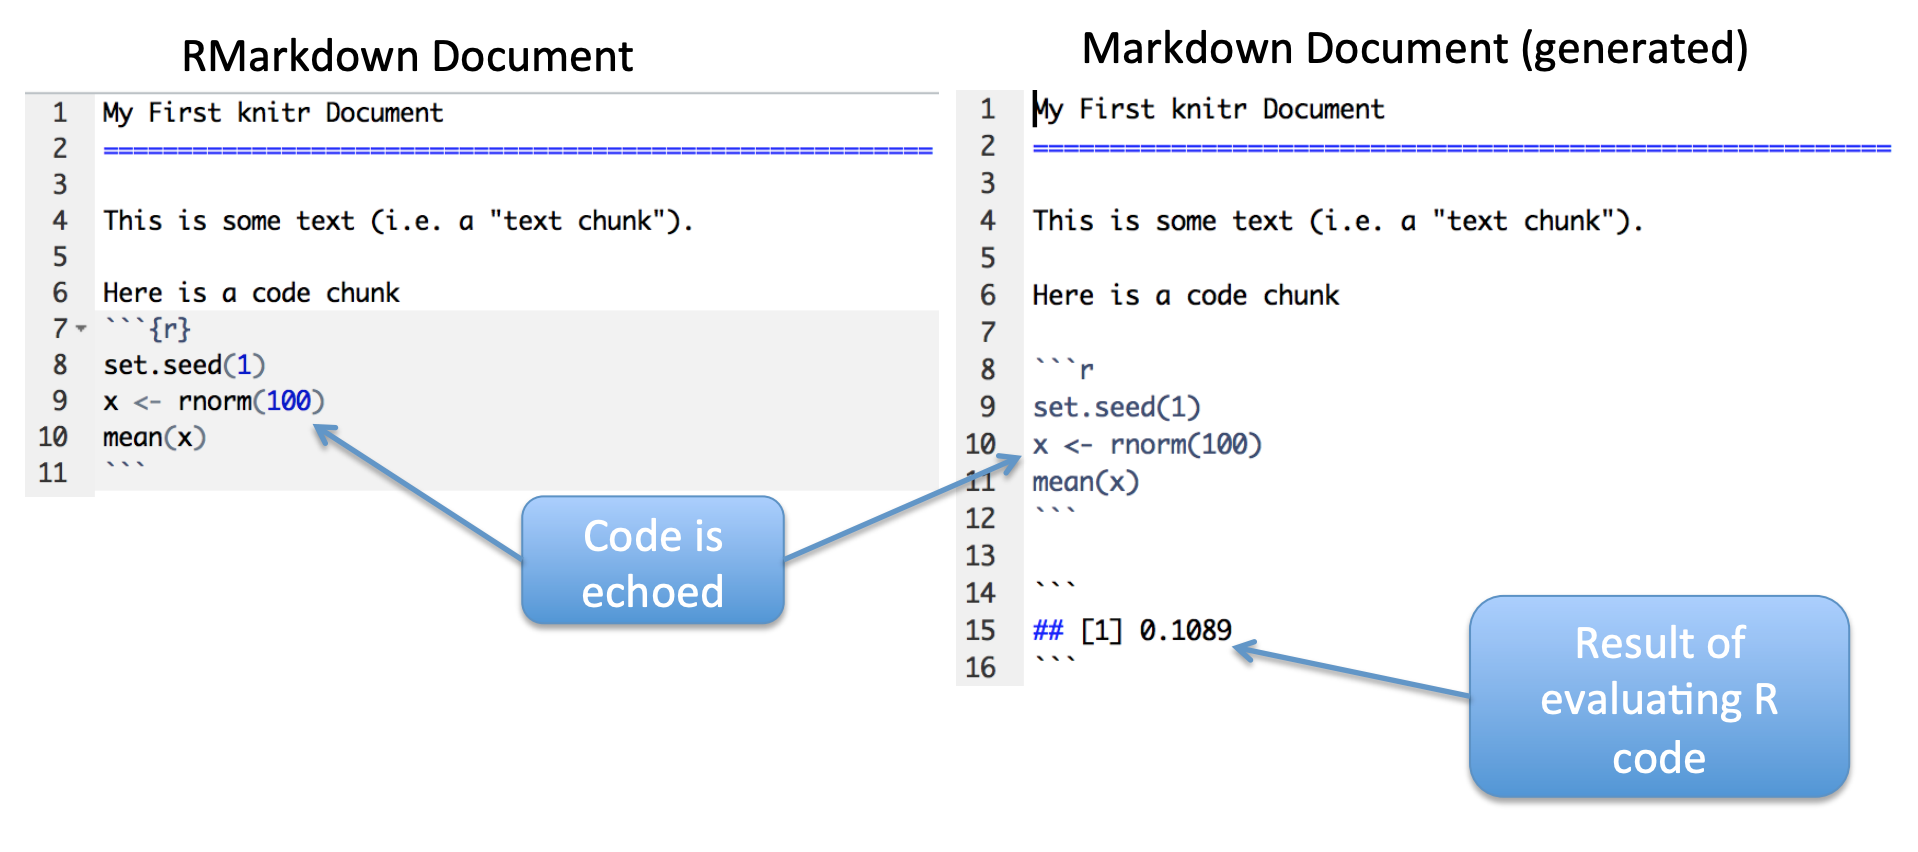 RMarkdown Document
1 My First knitr Document
2 ========================================================
3
4 This is some text (i.e. a "text chunk").
5
6 Here is a code chunk
7 ```{r}
8 set.seed(1)
9 x <- rnorm(100)
10 mean(x)
11 ```
Code is
echoed
Markdown Document (generated)
1 My First knitr Document
2 ========================================================
3
4 This is some text (i.e. a "text chunk").
5
6 Here is a code chunk
7
8 ```r
9 set.seed(1)
10 x <- rnorm(100)
11 mean(x)
12 ```
13
14 ```
15 ## [1] 0.1089
16 ```
Result of
evaluating R
code